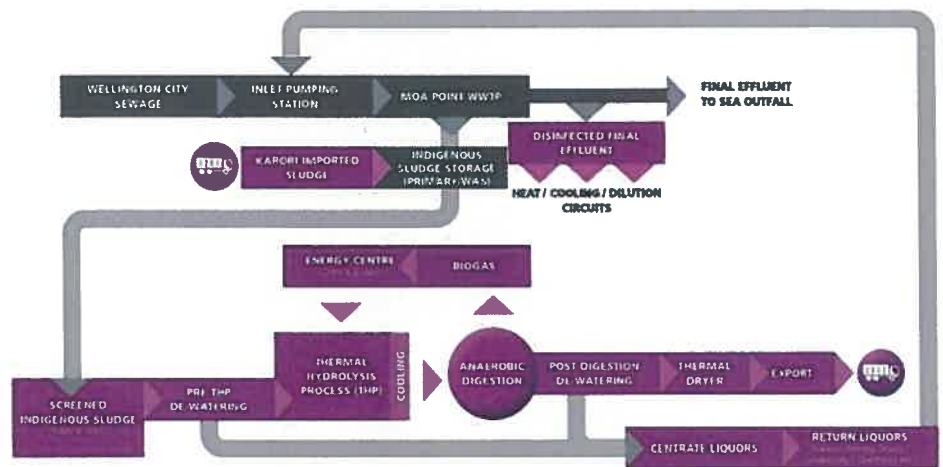 WELLINGTON CITY
SEWAGE
INLET PUMPING
STATION
MOA POINT WWTP
FINAL EFFLUENT
TO SEA OUTFALL
DISINFECTED FINAL
EFFLUENT
KARORI IMPORTED
SLUDGE
INDIGENOUS
SLUDGE STORAGE
(PRIMARY/WAS)
HEAT / COOLING / DILUTION
CIRCUITS
ENERGY CENTRE
BIOGAS
THERMAL
HYDROLYSIS
PROCESS (THP)
COOLING
ANAEROBIC
DIGESTION
POST DIGESTION
DE-WATERING
THERMAL
DRYER
EXPORT
SCREENED
INDIGENOUS SLUDGE
PRE THP
DE-WATERING
CENTRATE LIQUORS
RETURN LIQUORS